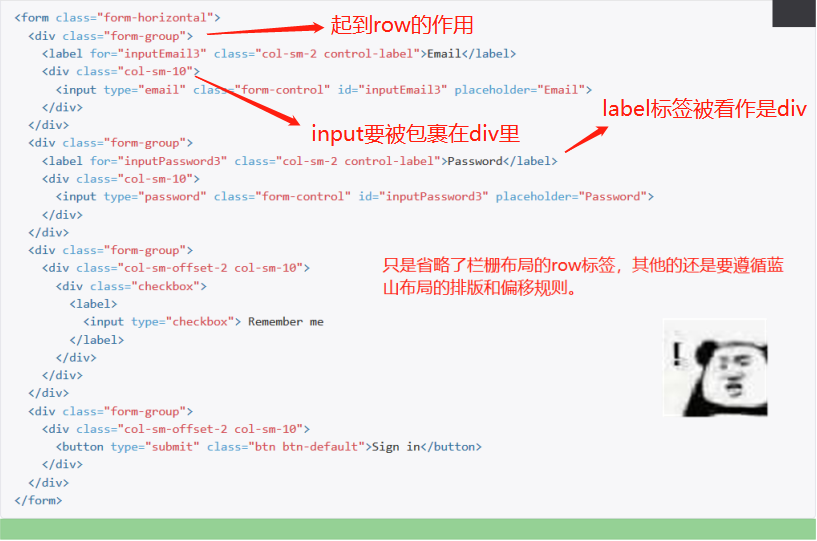 <form class="form-horizontal">
<div class="form-group">
起到row的作用
<label for="inputEmail3" class="col-sm-2 control-label">Email</label>
<div class="col-sm-10">
<input type="email" class="form-control" id="inputEmail3" placeholder="Email">
</div>
label标签被看作是div
</div>
input要被包裹在div里
<div class="form-group">
<label for="inputPassword3" class="col-sm-2 control-label">Password</label>
<div class="col-sm-10">
<input type="password" class="form-control" id="inputPassword3" placeholder="Password">
</div>
</div>
<div class="form-group">
<div class="col-sm-offset-2 col-sm-10">
只是省略了栏栅布局的row标签，其他的还是要遵循蓝
山布局的排版和偏移规则。
<div class="checkbox">
<label>
<input type="checkbox"> Remember me
</label>
</div>
</div>
</div>
!
<div class="form-group">
<div class="col-sm-offset-2 col-sm-10">
<button type="submit" class="btn btn-default">Sign in</button>
</div>
</div>
</form>